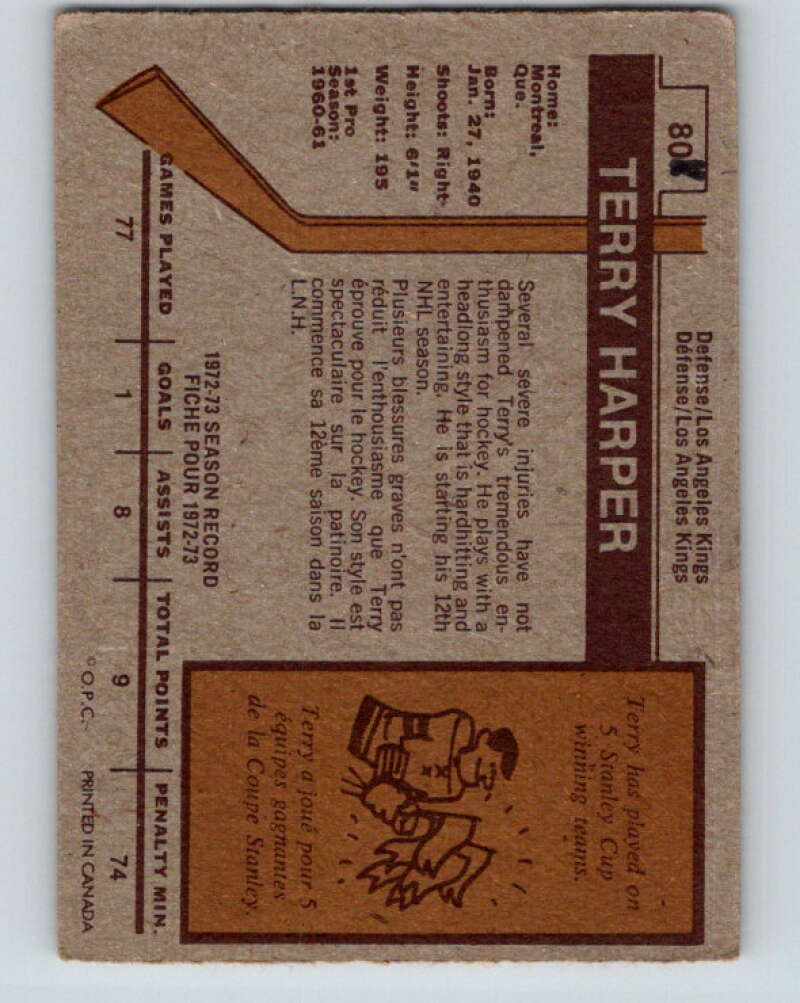 80
Defense/Los Angeles Kings
Défense/Los Angeles Kings
TERRY HARPER
Home:
Montreal,
Que.
Born:
Jan. 27, 1940
Shoots: Right
Height: 6'1"
Weight: 195
1st Pro
Season:
1960-61
Several severe injuries have not
dampened Terry's tremendous en-
thusiasm for hockey. He plays with a
headlong style that is hardhitting and
entertaining. He is starting his 12th
NHL season.
Plusieurs blessures graves n'ont pas
réduit l'enthousiasme que Terry
éprouve pour le hockey. Son style est
spectaculaire sur la patinoire. Il
commence sa 12ème saison dans la
L.N.H.
Terry has played on
5 Stanley Cup
winning teams.
Terry a joué pour 5
équipes gagnantes
de la Coupe Stanley.
1972-73 SEASON RECORD
FICHE POUR 1972-73
GAMES PLAYED GOALS ASSISTS TOTAL POINTS PENALTY MIN.
77 1 8 9 74
© O.P.C. PRINTED IN CANADA